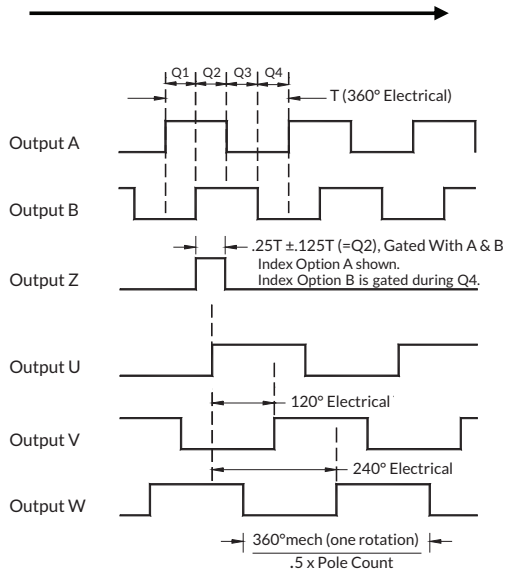 Q1 Q2 Q3 Q4
T (360° Electrical)
Output A
Output B
.25T ±.125T (=Q2), Gated With A & B
Index Option A shown.
Index Option B is gated during Q4.
Output Z
Output U
120° Electrical
Output V
240° Electrical
Output W
360°mech (one rotation)
.5 x Pole Count